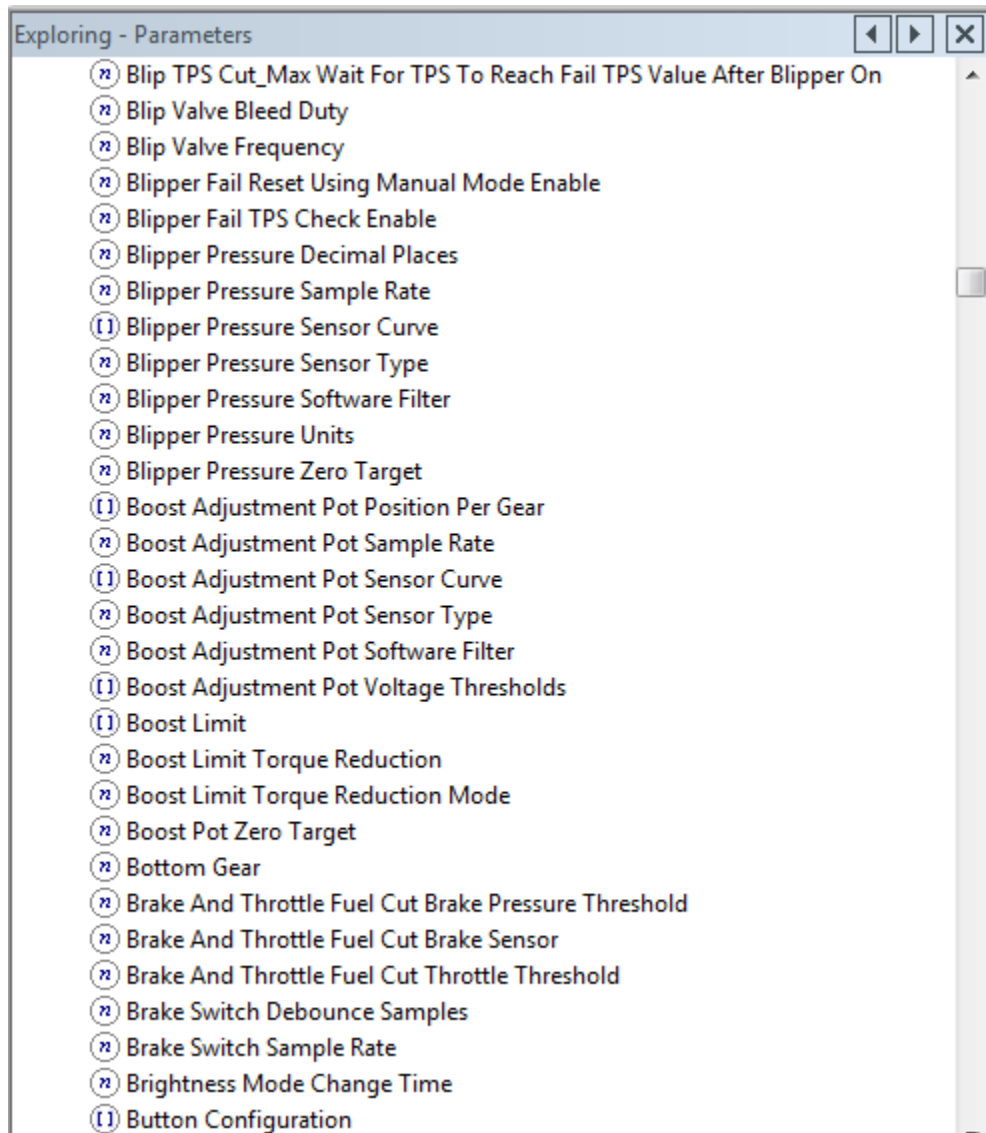 Exploring - Parameters
n Blip TPS Cut_Max Wait For TPS To Reach Fail TPS Value After Blipper On
n Blip Valve Bleed Duty
n Blip Valve Frequency
n Blipper Fail Reset Using Manual Mode Enable
n Blipper Fail TPS Check Enable
n Blipper Pressure Decimal Places
n Blipper Pressure Sample Rate
[] Blipper Pressure Sensor Curve
n Blipper Pressure Sensor Type
n Blipper Pressure Software Filter
n Blipper Pressure Units
n Blipper Pressure Zero Target
[] Boost Adjustment Pot Position Per Gear
n Boost Adjustment Pot Sample Rate
[] Boost Adjustment Pot Sensor Curve
n Boost Adjustment Pot Sensor Type
n Boost Adjustment Pot Software Filter
[] Boost Adjustment Pot Voltage Thresholds
[] Boost Limit
n Boost Limit Torque Reduction
n Boost Limit Torque Reduction Mode
n Boost Pot Zero Target
n Bottom Gear
n Brake And Throttle Fuel Cut Brake Pressure Threshold
n Brake And Throttle Fuel Cut Brake Sensor
n Brake And Throttle Fuel Cut Throttle Threshold
n Brake Switch Debounce Samples
n Brake Switch Sample Rate
n Brightness Mode Change Time
[] Button Configuration